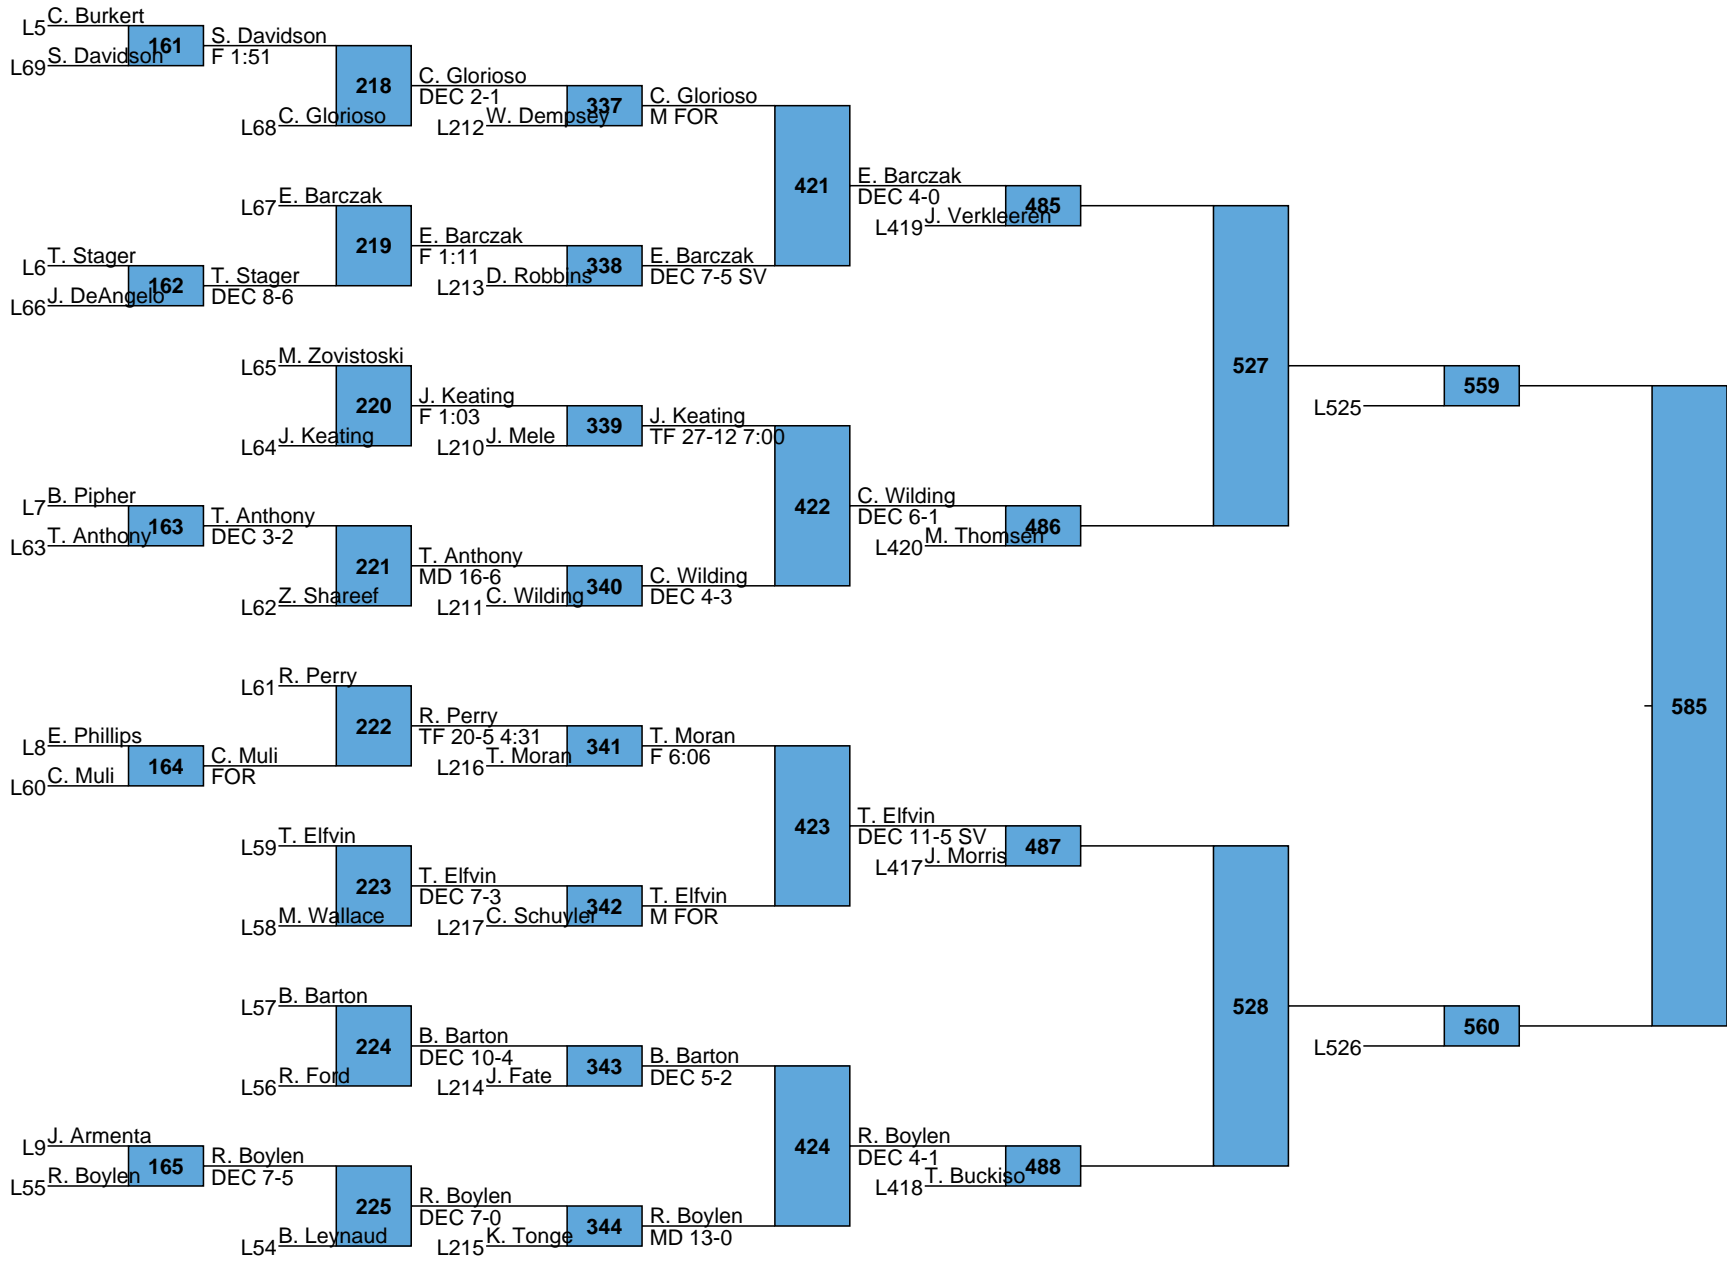 C. Burkert
L5
161
S. Davidson
F 1:51
S. Davidson
L69
218
C. Glorioso
DEC 2-1
C. Glorioso
L68
337
C. Glorioso
M FOR
W. Dempsey
L212
421
E. Barczak
DEC 4-0
E. Barczak
L67
219
E. Barczak
F 1:11
T. Stager
L6
162
T. Stager
DEC 8-6
J. DeAngelo
L66
338
E. Barczak
DEC 7-5 SV
D. Robbins
L213
485
J. Verkleeren
L419
M. Zovistoski
L65
220
J. Keating
F 1:03
J. Keating
L64
339
J. Keating
TF 27-12 7:00
J. Mele
L210
527
L525
559
B. Pipher
L7
163
T. Anthony
DEC 3-2
T. Anthony
L63
422
C. Wilding
DEC 6-1
486
M. Thomsen
L420
221
T. Anthony
MD 16-6
Z. Shareef
L62
340
C. Wilding
DEC 4-3
C. Wilding
L211
R. Perry
L61
222
R. Perry
TF 20-5 4:31
E. Phillips
L8
164
C. Muli
FOR
C. Muli
L60
341
T. Moran
F 6:06
T. Moran
L216
585
423
T. Elfvin
DEC 11-5 SV
487
J. Morris
L417
T. Elfvin
L59
223
T. Elfvin
DEC 7-3
M. Wallace
L58
342
T. Elfvin
M FOR
C. Schuyler
L217
B. Barton
L57
224
B. Barton
DEC 10-4
R. Ford
L56
343
B. Barton
DEC 5-2
J. Fate
L214
528
L526
560
J. Armenta
L9
165
R. Boylen
DEC 7-5
R. Boylen
L55
424
R. Boylen
DEC 4-1
488
T. Buckiso
L418
225
R. Boylen
DEC 7-0
B. Leynaud
L54
344
R. Boylen
MD 13-0
K. Tonge
L215